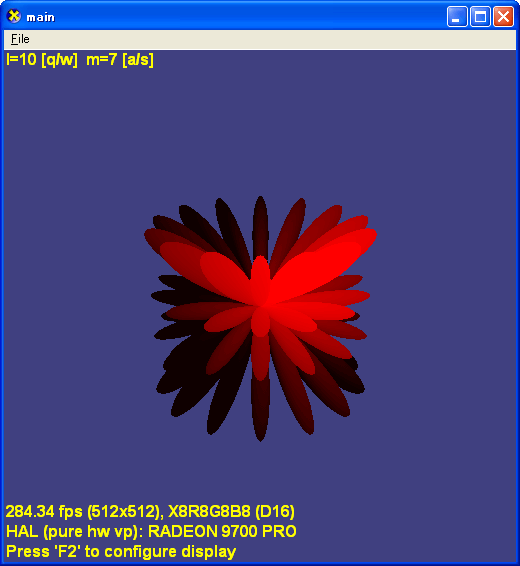 main
File
l=10 [q/w]  m=7 [a/s]
284.34 fps (512x512), X8R8G8B8 (D16)
HAL (pure hw vp): RADEON 9700 PRO
Press 'F2' to configure display